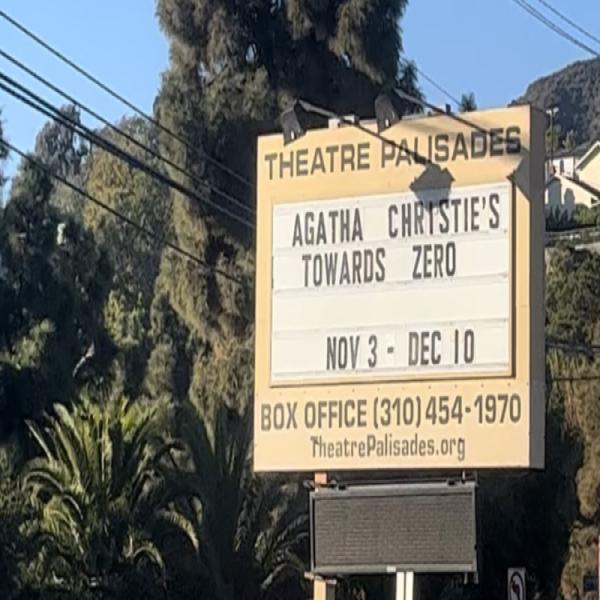 THEATRE PALISADES
AGATHA CHRISTIE'S
TOWARDS ZERO
NOV 3 - DEC 10
BOX OFFICE (310) 454-1970
TheatrePalisades.org